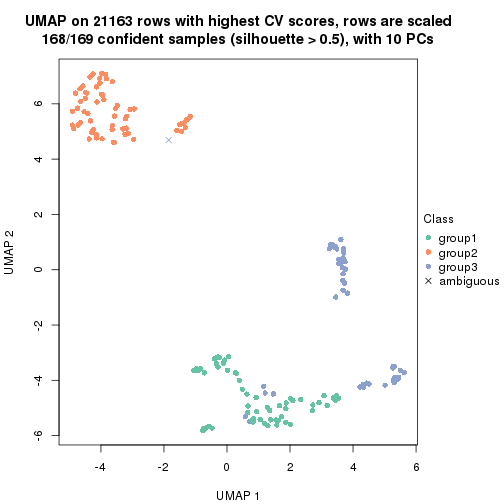 UMAP on 21163 rows with highest CV scores, rows are scaled
168/169 confident samples (silhouette > 0.5), with 10 PCs
6
4
2
0
-2
-4
-6
UMAP 2
-4 -2 0 2 4 6
UMAP 1
Class
group1
group2
group3
ambiguous